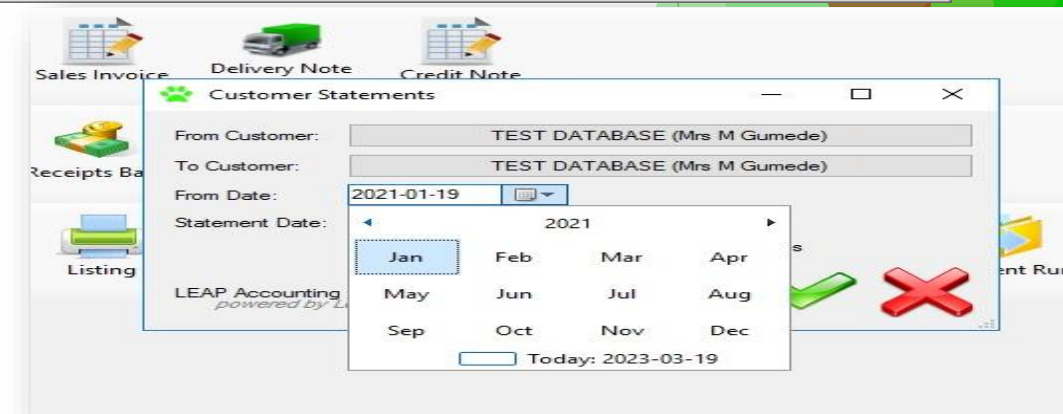 Sales Invoice
Delivery Note
Credit Note
Customer Statements
From Customer: TEST DATABASE (Mrs M Gumede)
Receipts Ba
To Customer: TEST DATABASE (Mrs M Gumede)
From Date: 2021-01-19
Statement Date:
2021
Jan Feb Mar Apr
Listing
LEAP Accounting
May Jun Jul Aug
powered by
Sep Oct Nov Dec
Today: 2023-03-19